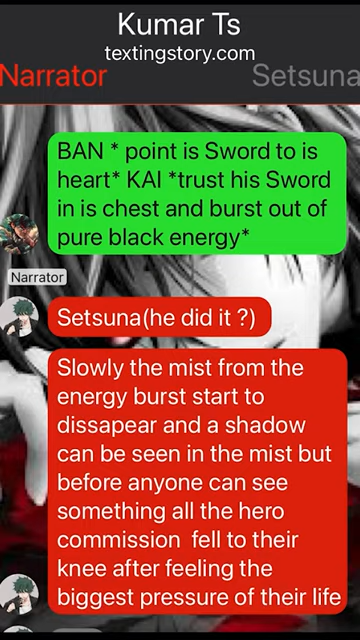 Kumar Ts
textingstory.com
Narrator Setsuna
BAN * point is Sword to is
heart* KAI *trust his Sword
in is chest and burst out of
pure black energy*
Narrator
Setsuna(he did it ?)
Slowly the mist from the
energy burst start to
dissapear and a shadow
can be seen in the mist but
before anyone can see
something all the hero
commission fell to their
knee after feeling the
biggest pressure of their life